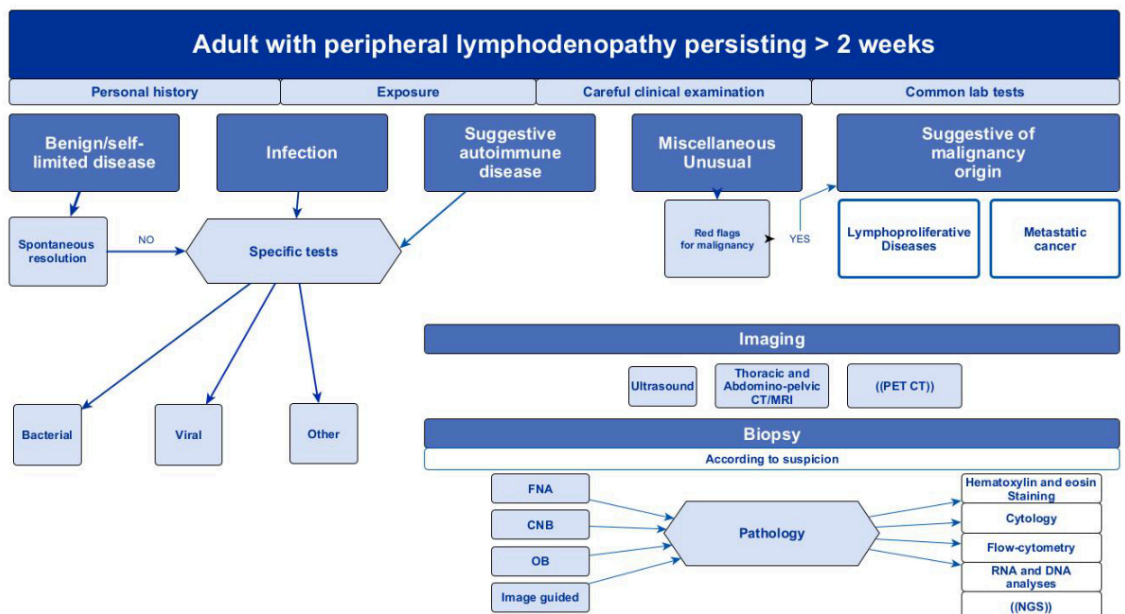 Adult with peripheral lymphodenopathy persisting > 2 weeks
Personal history
Exposure
Careful clinical examination
Common lab tests
Benign/self-
limited disease
Infection
Suggestive
autoimmune
disease
Miscellaneous
Unusual
Suggestive of
malignancy
origin
Spontaneous
resolution
NO
Specific tests
Red flags
for malignancy
YES
Lymphoproliferative
Diseases
Metastatic
cancer
Bacterial
Viral
Other
Imaging
Ultrasound
Thoracic and
Abdomino-pelvic
CT/MRI
((PET CT))
Biopsy
According to suspicion
FNA
CNB
OB
Image guided
Pathology
Hematoxylin and eosin
Staining
Cytology
Flow-cytometry
RNA and DNA
analyses
((NGS))